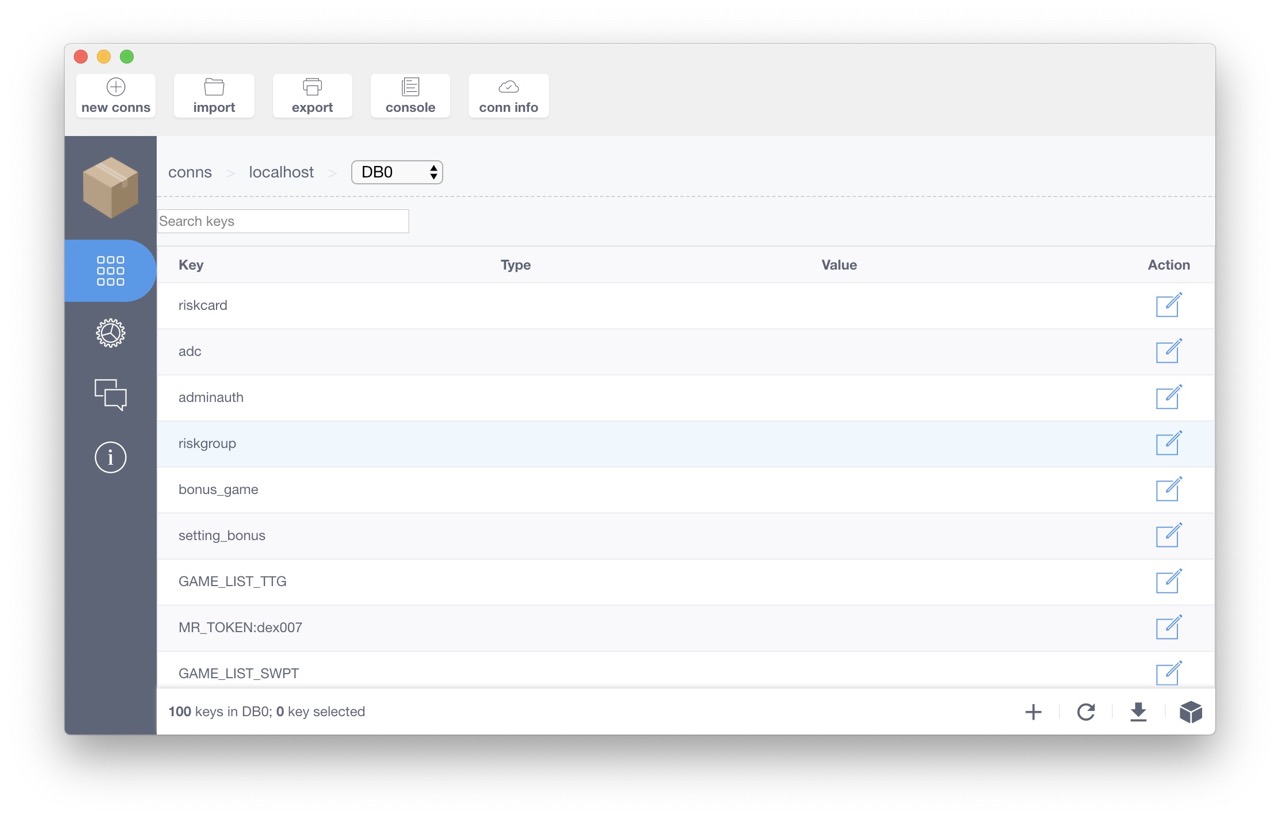 new conns import export console conn info
conns > localhost > DB0
Search keys
Key Type Value Action
riskcard
adc
adminauth
riskgroup
bonus_game
setting_bonus
GAME_LIST_TTG
MR_TOKEN:dex007
GAME_LIST_SWPT
100 keys in DB0; 0 key selected